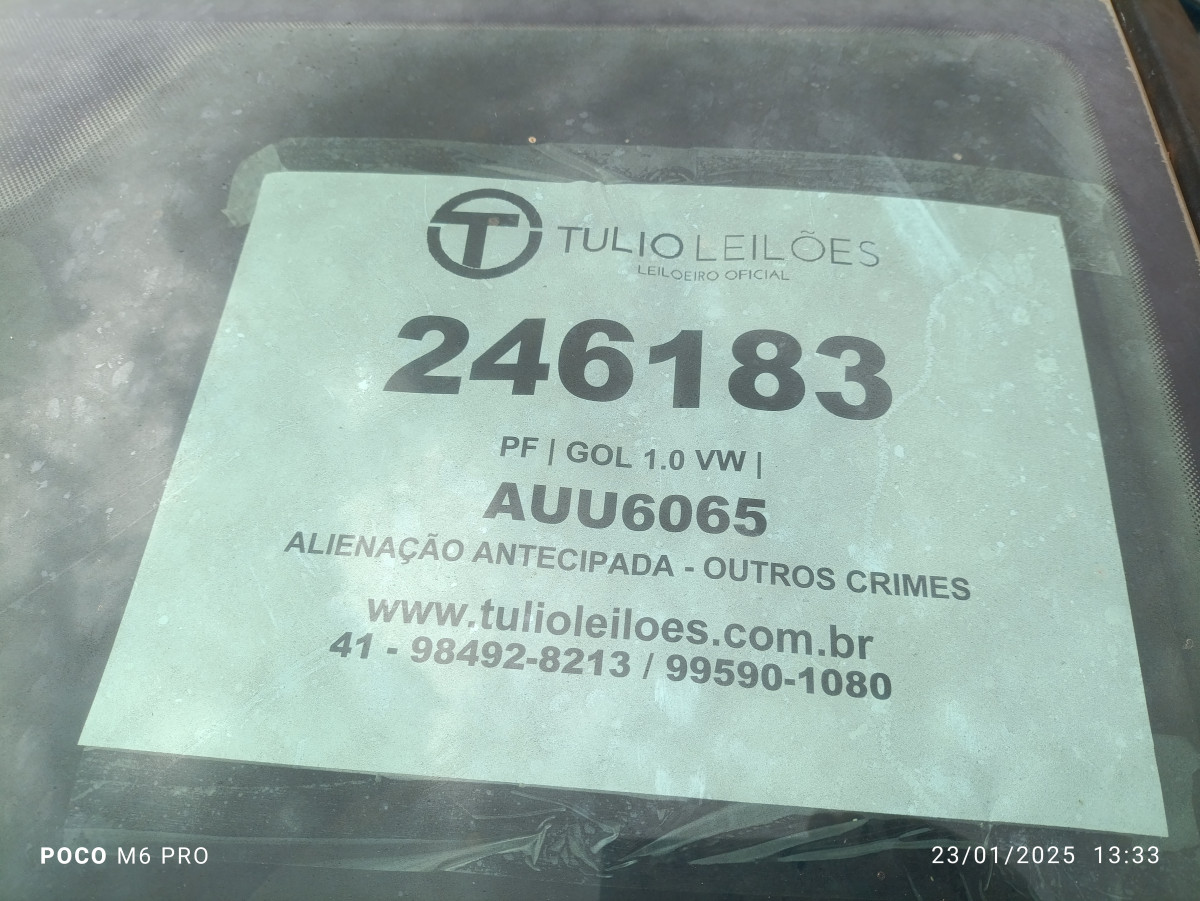 TULIO LEILÕES
LEILOEIRO OFICIAL
246183
PF | GOL 1.0 VW |
AUU6065
ALIENAÇÃO ANTECIPADA - OUTROS CRIMES
www.tulioleiloes.com.br
41 - 98492-8213 / 99590-1080
POCO M6 PRO
23/01/2025 13:33